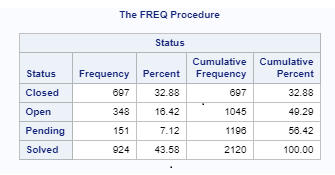 The FREQ Procedure
Status
Status Frequency Percent Cumulative Frequency Cumulative Percent
Closed 697 32.88 697 32.88
Open 348 16.42 1045 49.29
Pending 151 7.12 1196 56.42
Solved 924 43.58 2120 100.00